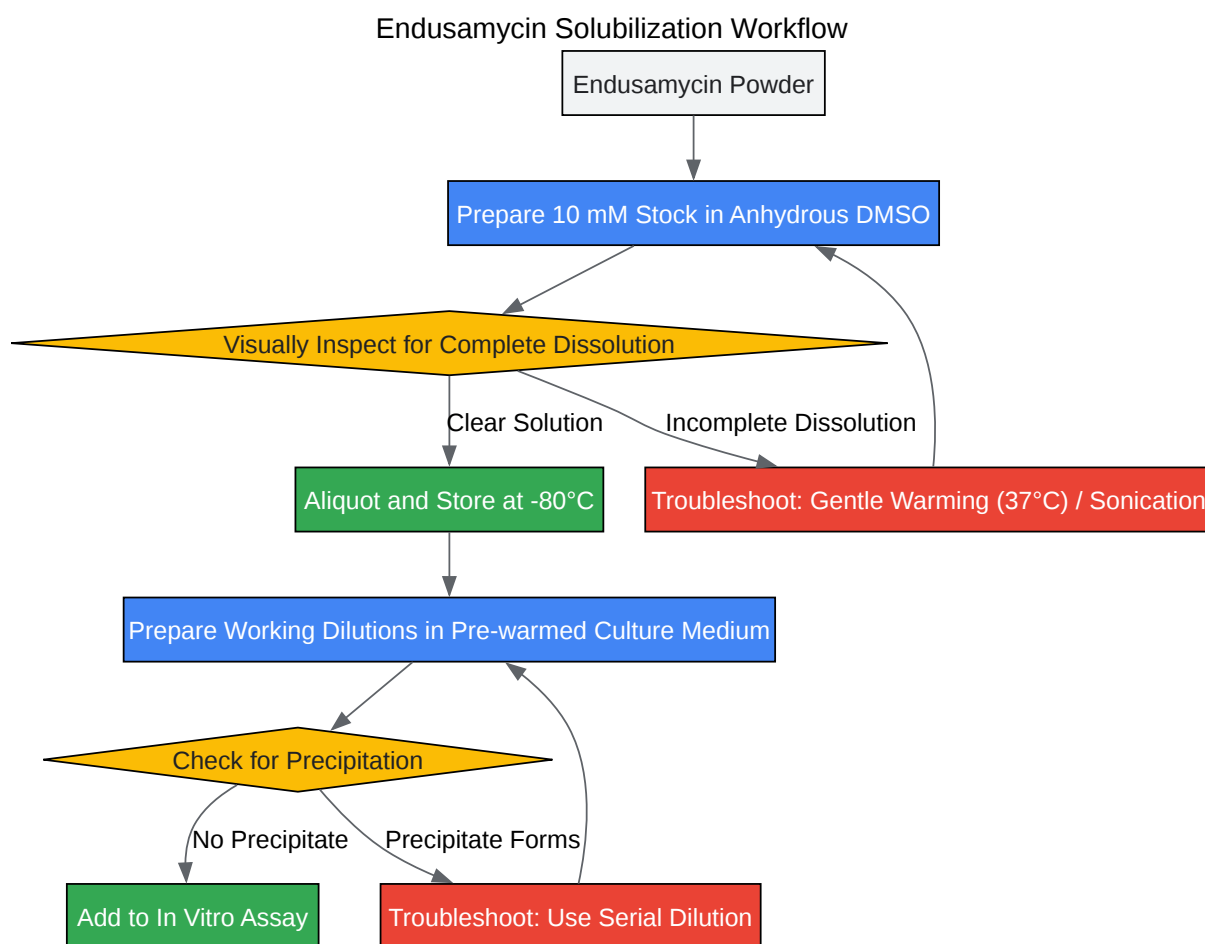 Endusamycin Solubilization Workflow
Endusamycin Powder
Prepare 10 mM Stock in Anhydrous DMSO
Visually Inspect for Complete Dissolution
Clear Solution
Incomplete Dissolution
Aliquot and Store at -80°C
Troubleshoot: Gentle Warming (37°C) / Sonication
Prepare Working Dilutions in Pre-warmed Culture Medium
Check for Precipitation
No Precipitate
Precipitate Forms
Add to In Vitro Assay
Troubleshoot: Use Serial Dilution